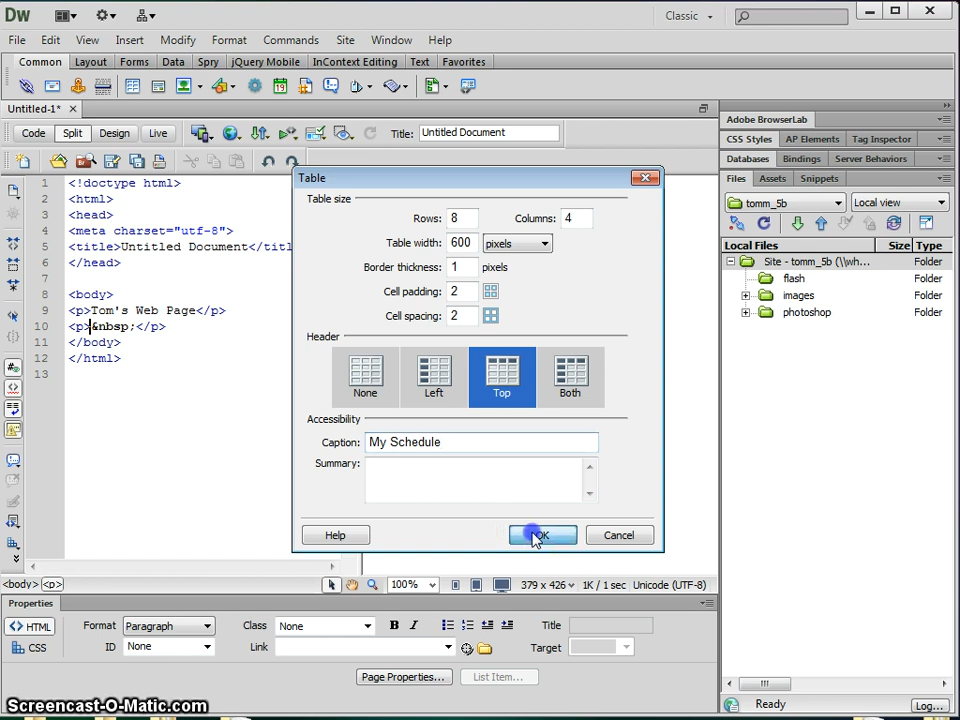 Dw Classic
File Edit View Insert Modify Format Commands Site Window Help
Common Layout Forms Data Spry jQuery Mobile InContext Editing Text Favorites
Untitled-1* ×
Code Split Design Live Title: Untitled Document
1 <!doctype html>
2 <html>
3 <head>
4 <meta charset="utf-8">
5 <title>Untitled Document</tit
6 </head>
7
8 <body>
9 <p>Tom's Web Page</p>
10 <p>&nbsp;</p>
11 </body>
12 </html>
13
Table
Table size
Rows: 8 Columns: 4
Table width: 600 pixels
Border thickness: 1 pixels
Cell padding: 2
Cell spacing: 2
Header
None Left Top Both
Accessibility
Caption: My Schedule
Summary:
Help OK Cancel
Adobe BrowserLab
CSS Styles AP Elements Tag Inspector
Databases Bindings Server Behaviors
Files Assets Snippets
tomm_5b Local view
Local Files Size Type
Site - tomm_5b (\\wh... Folder
flash Folder
images Folder
photoshop Folder
Ready Log...
<body> <p> 100% 379 x 426 1K / 1 sec Unicode (UTF-8)
Properties
<> HTML Format Paragraph Class None B I Title
CSS ID None Link Target
Page Properties... List Item...
Screencast-O-Matic.com